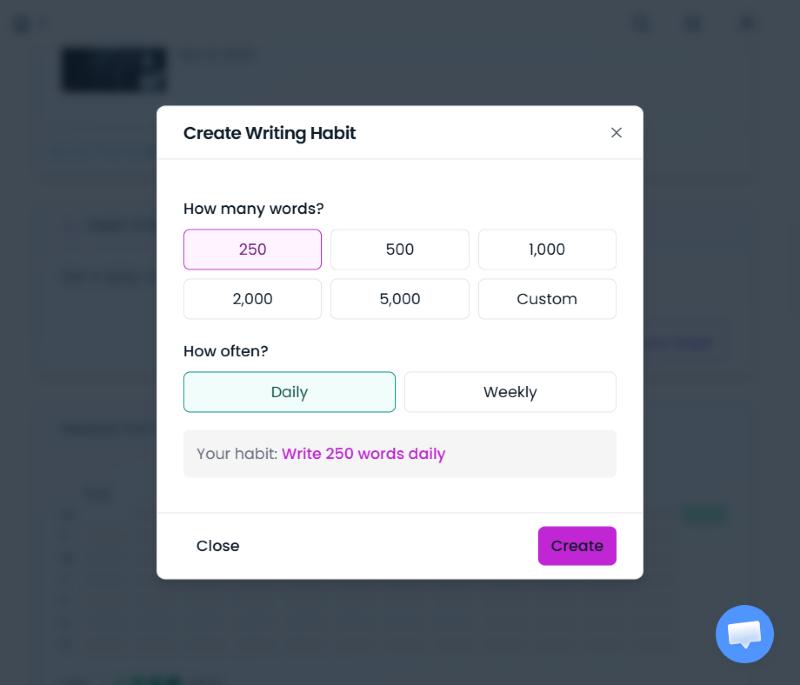 Create Writing Habit
How many words?
250 500 1,000
2,000 5,000 Custom
How often?
Daily Weekly
Your habit: Write 250 words daily
Close Create